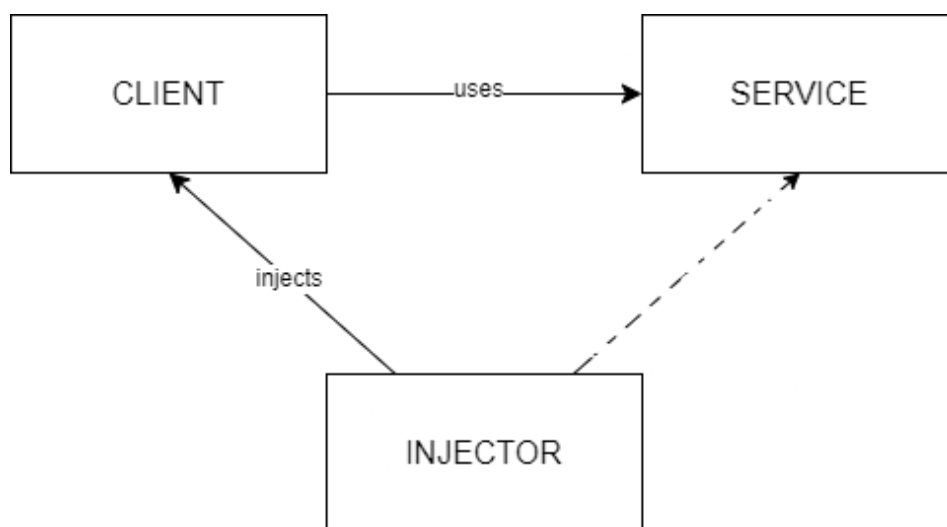 CLIENT
uses
SERVICE
injects
INJECTOR